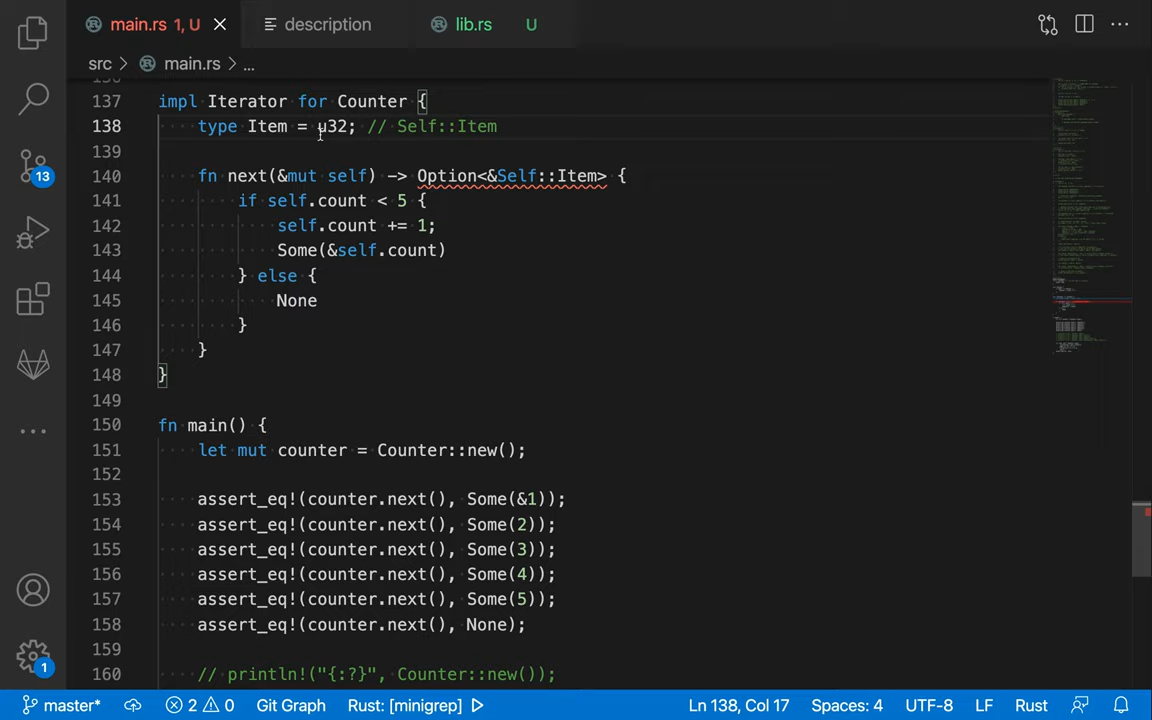 main.rs 1, U
description
lib.rs U
src > main.rs > ...
137 impl Iterator for Counter {
138 type Item = u32; // Self::Item
139
140 fn next(&mut self) -> Option<&Self::Item> {
141 if self.count < 5 {
142 self.count += 1;
143 Some(&self.count)
144 } else {
145 None
146 }
147 }
148 }
149
150 fn main() {
151 let mut counter = Counter::new();
152
153 assert_eq!(counter.next(), Some(&1));
154 assert_eq!(counter.next(), Some(2));
155 assert_eq!(counter.next(), Some(3));
156 assert_eq!(counter.next(), Some(4));
157 assert_eq!(counter.next(), Some(5));
158 assert_eq!(counter.next(), None);
159
160 // println!("{:?}", Counter::new());
13
1
master* 2 0 Git Graph Rust: [minigrep] Ln 138, Col 17 Spaces: 4 UTF-8 LF Rust